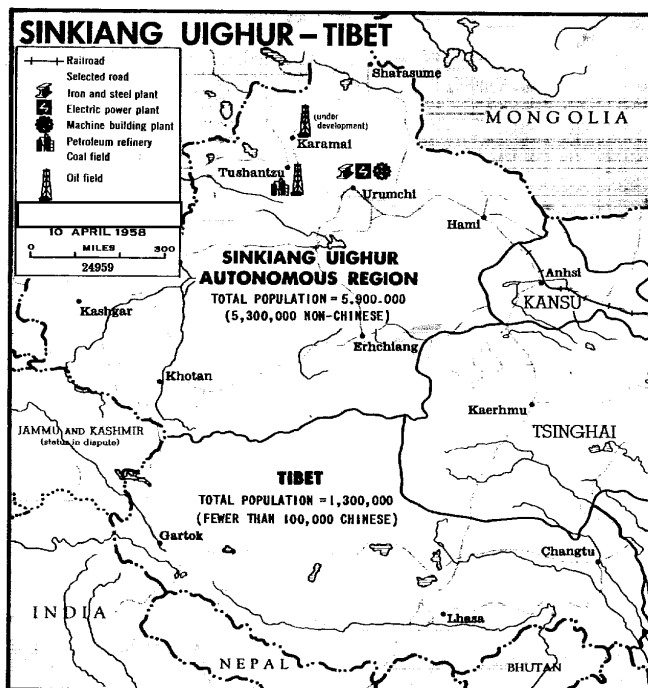 SINKIANG UIGHUR – TIBET
Railroad
Selected road
Iron and steel plant
Electric power plant
Machine building plant
Petroleum refinery
Coal field
Oil field
10 APRIL 1958
MILES
0 300
24959
Sharasume
MONGOLIA
(under
development)
Karamai
Tushantzu
Urumchi
Hami
SINKIANG UIGHUR
AUTONOMOUS REGION
TOTAL POPULATION = 5,900,000
(5,300,000 NON-CHINESE)
Anhsi
KANSU
Kashgar
Erhchiang
Khotan
Kaerhmu
JAMMU AND KASHMIR
(status in dispute)
TSINGHAI
TIBET
TOTAL POPULATION = 1,300,000
(FEWER THAN 100,000 CHINESE)
Gartok
Changtu
INDIA
Lhasa
NEPAL
BHUTAN